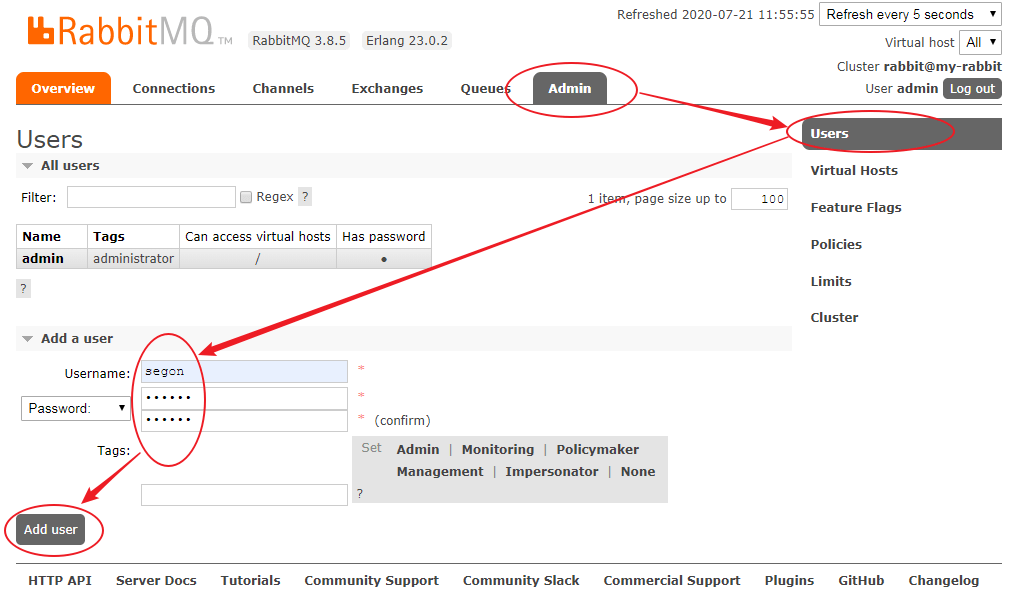 Refreshed 2020-07-21 11:55:55 Refresh every 5 seconds
RabbitMQ TM RabbitMQ 3.8.5 Erlang 23.0.2
Virtual host All
Cluster rabbit@my-rabbit
User admin Log out
Overview Connections Channels Exchanges Queues Admin
Users
Users
Virtual Hosts
Feature Flags
Policies
Limits
Cluster
All users
Filter: Regex ? 1 item, page size up to 100
Name Tags Can access virtual hosts Has password
admin administrator / ●
?
Add a user
Username: segon *
Password: •••••• *
•••••• * (confirm)
Tags: Set Admin | Monitoring | Policymaker
Management | Impersonator | None
?
Add user
HTTP API Server Docs Tutorials Community Support Community Slack Commercial Support Plugins GitHub Changelog